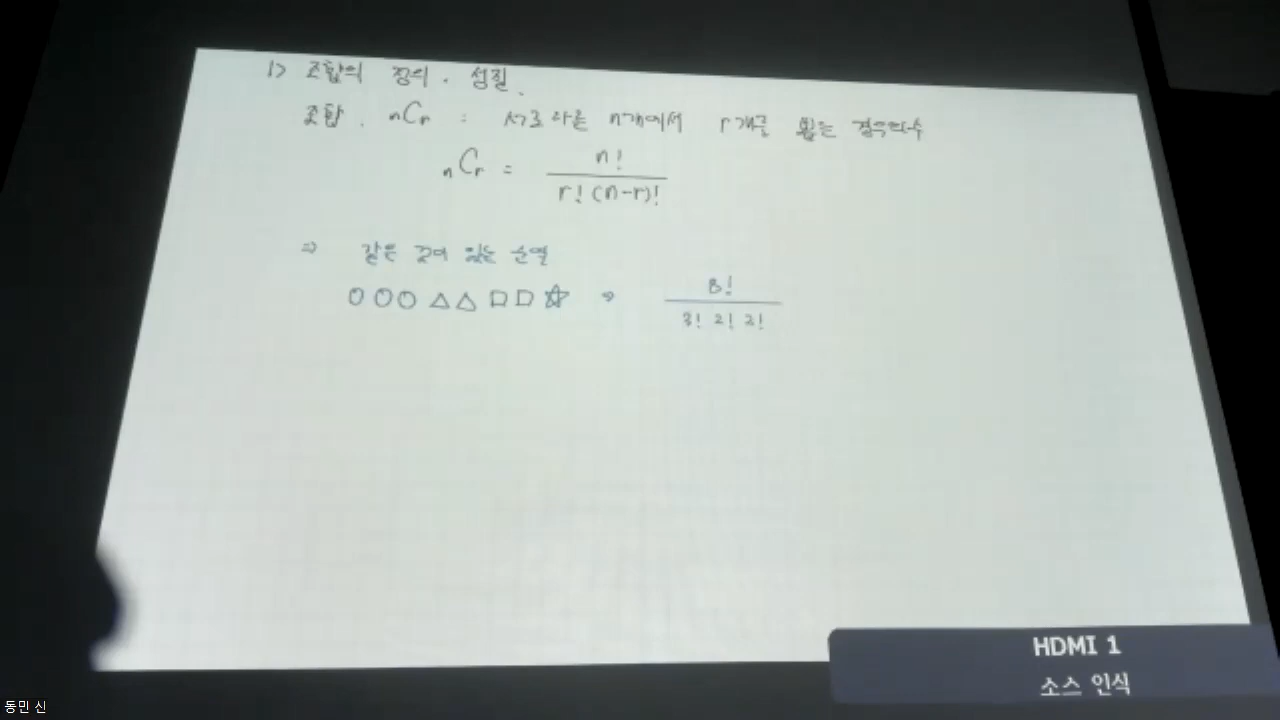 1> 조합의 정의. 성질.
조합. nCr : 서로 다른 n개에서 r개를 뽑는 경우의 수
nCr = n! / r!(n-r)!
⇒ 같은 것이 있는 순열
○○○△△□□☆ ⇒ 8! / 3! 2! 2!
HDMI 1
소스 인식
동민 신